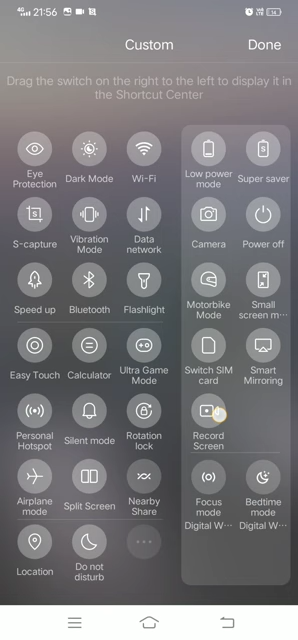 4G 21:56 VoI LTE 14
Custom Done
Drag the switch on the right to the left to display it in
the Shortcut Center
Eye
Protection
Dark Mode
Wi-Fi
Low power
mode
Super saver
S
S
S-capture
Vibration
Mode
Data
network
Camera
Power off
Speed up
Bluetooth
Flashlight
Motorbike
Mode
Small
screen m···
Easy Touch
Calculator
Ultra Game
Mode
Switch SIM
card
Smart
Mirroring
Personal
Hotspot
Silent mode
Rotation
lock
Record
Screen
Airplane
mode
Split Screen
Nearby
Share
Focus
mode
Digital W···
Bedtime
mode
Digital W···
Location
Do not
disturb